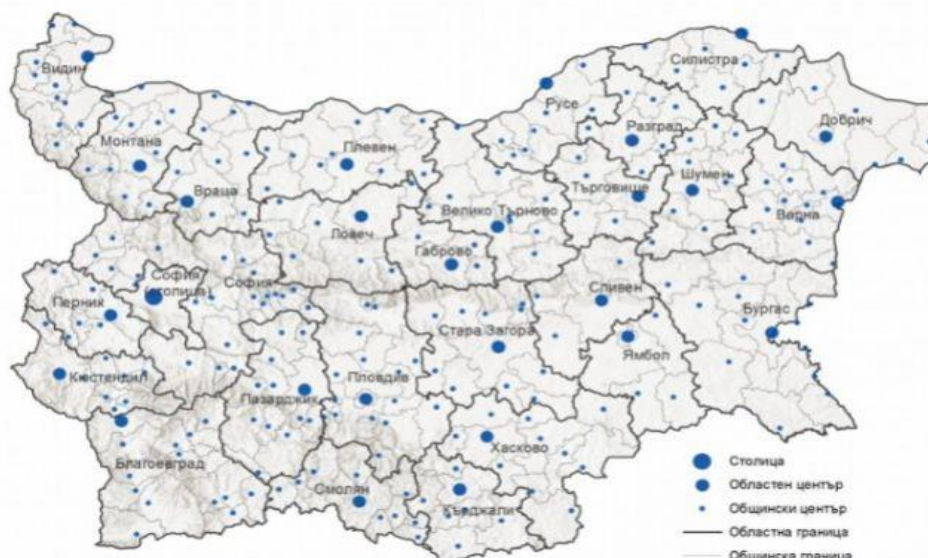 Видин
Силистра
Русе
Добрич
Монтана
Разград
Плевен
Враца
Търговище
Шумен
Велико Търново
Варна
Ловеч
Габрово
София
(столица)
София
Перник
Сливен
Бургас
Стара Загора
Ямбол
Кюстендил
Пловдив
Пазарджик
Хасково
Благоевград
Смолян
Кърджали
Столица
Областен център
Общински център
Областна граница
Общинска граница